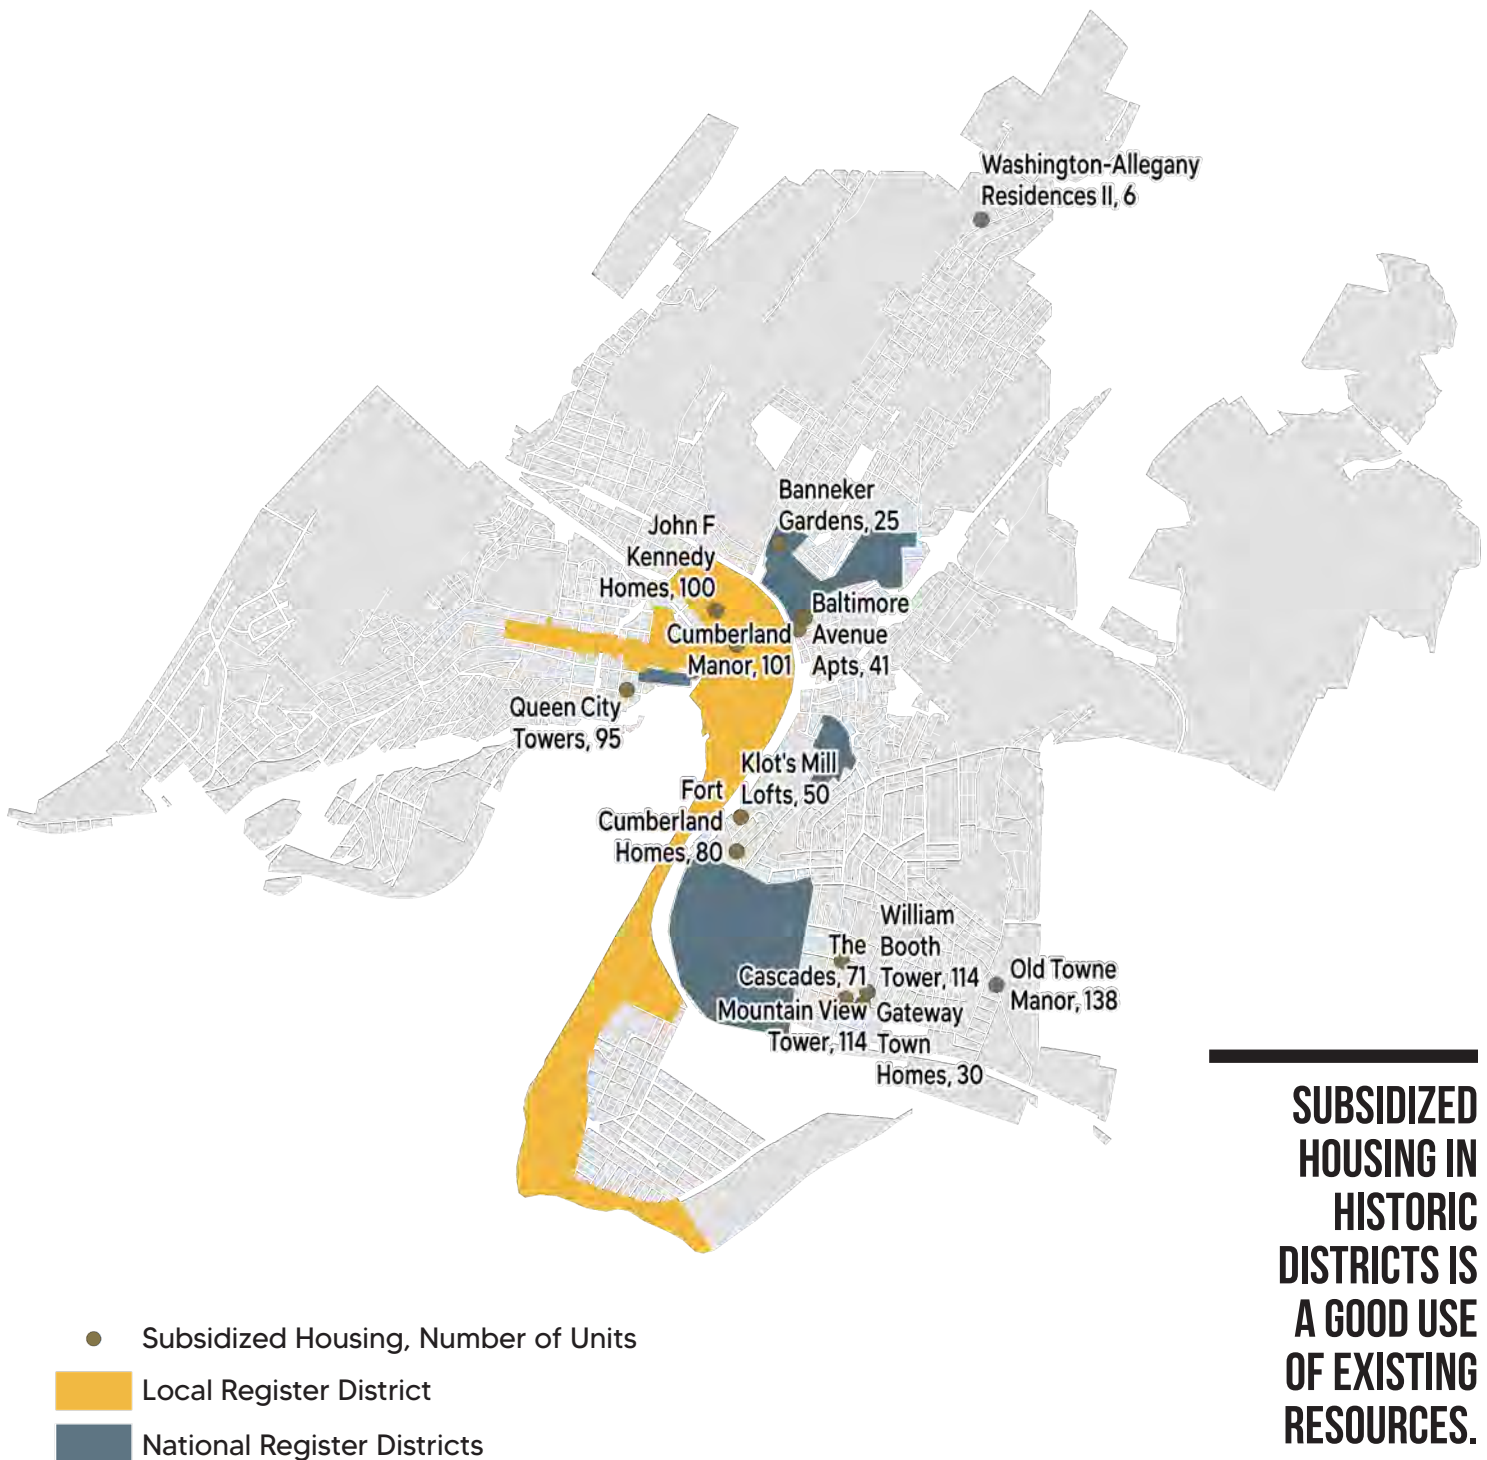 Washington-Allegany
Residences II, 6
Banneker
Gardens, 25
John F
Kennedy
Homes, 100
Baltimore
Avenue
Apts, 41
Cumberland
Manor, 101
Queen City
Towers, 95
Klot's Mill
Lofts, 50
Fort
Cumberland
Homes, 80
William
Booth
Tower, 114
The
Cascades, 71
Old Towne
Manor, 138
Mountain View
Tower, 114
Gateway
Town
Homes, 30
SUBSIDIZED
HOUSING IN
HISTORIC
DISTRICTS IS
A GOOD USE
OF EXISTING
RESOURCES.
Subsidized Housing, Number of Units
Local Register District
National Register Districts